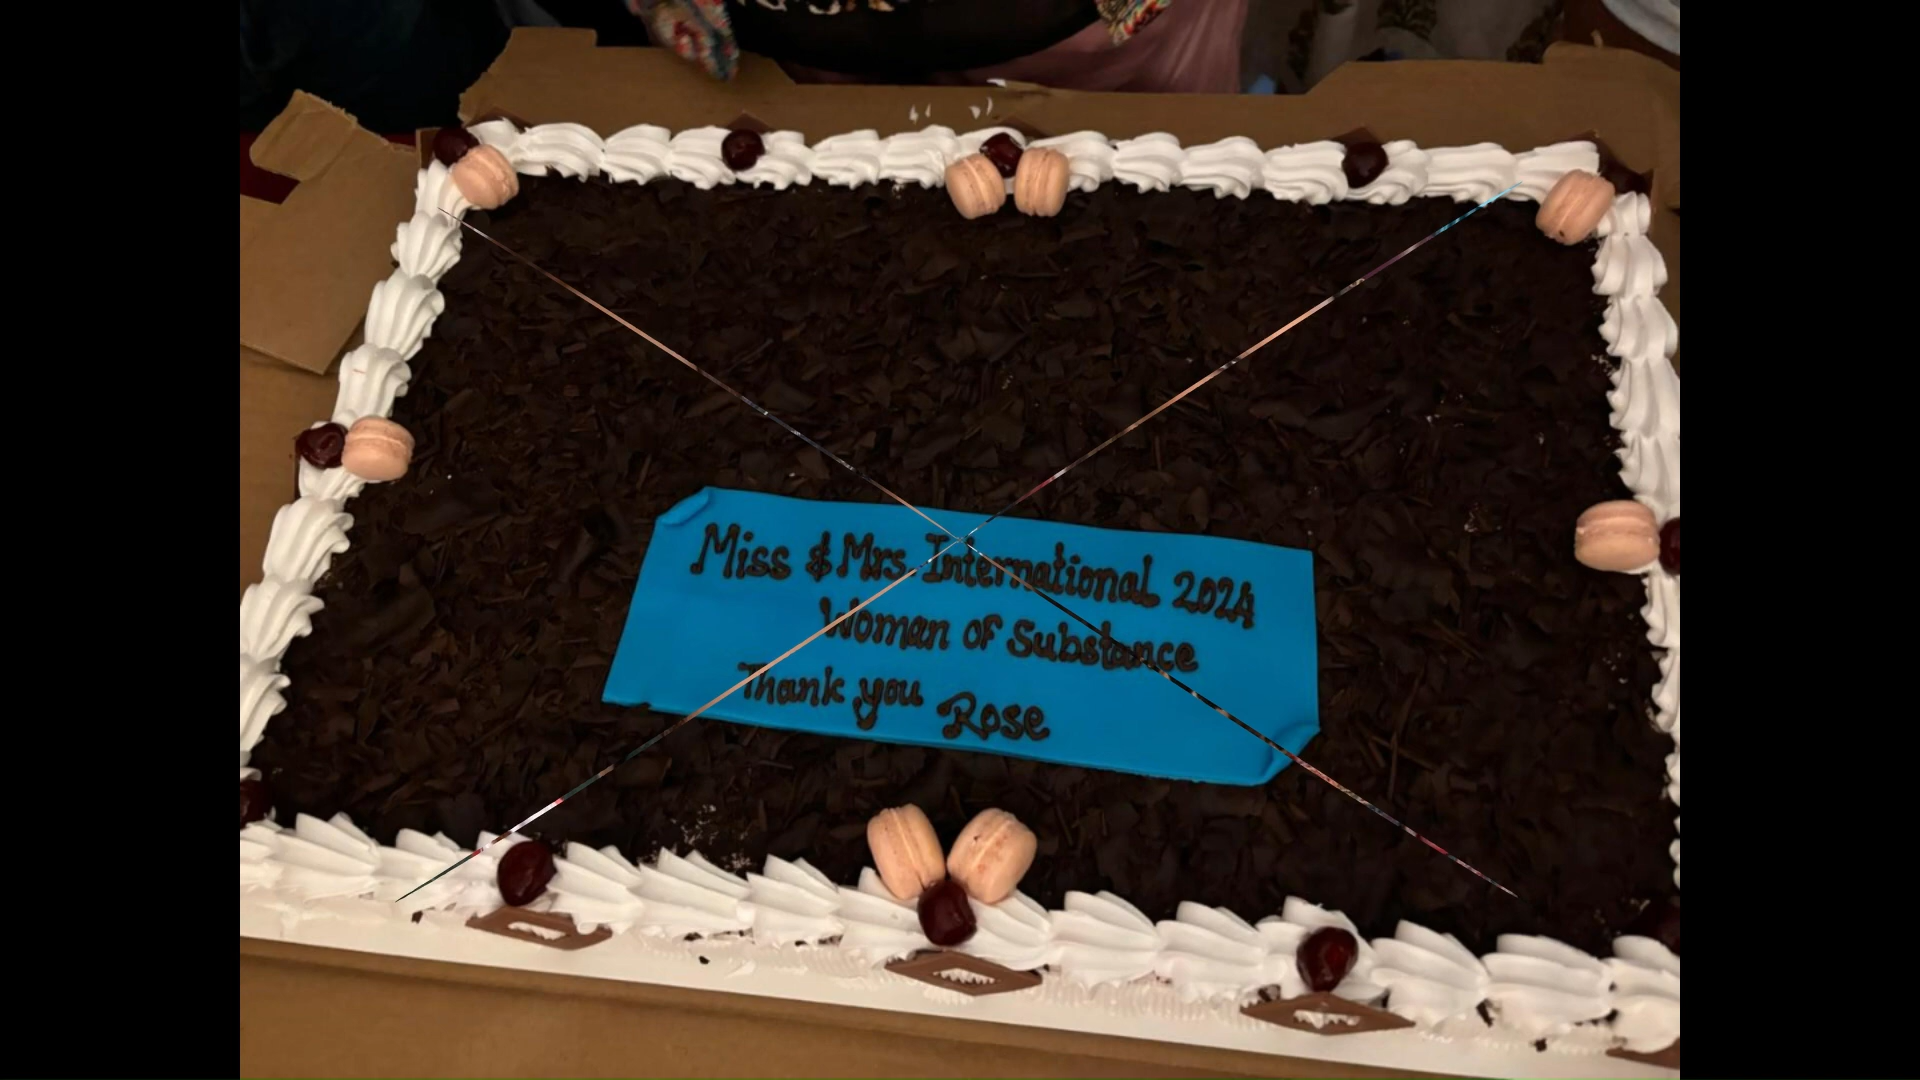 Miss & Mrs. International 2024
Woman of Substance
Thank you Rose